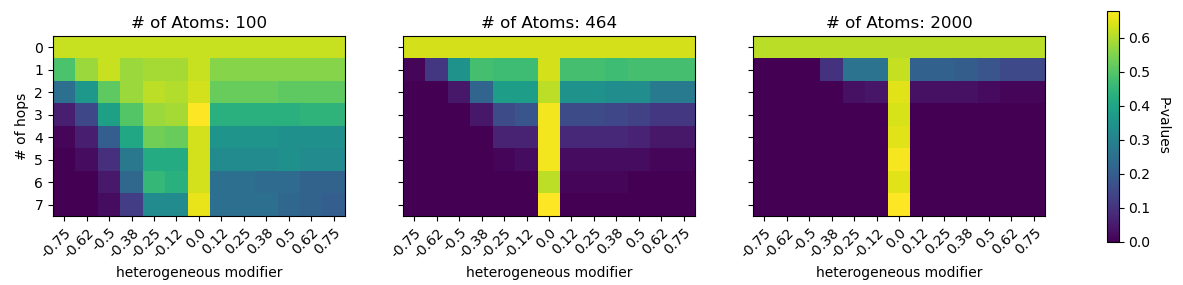 # of Atoms: 100
# of Atoms: 464
# of Atoms: 2000
# of hops
0
1
2
3
4
5
6
7
-0.75 -0.62 -0.5 -0.38 -0.25 -0.12 0.0 0.12 0.25 0.38 0.5 0.62 0.75
heterogeneous modifier
-0.75 -0.62 -0.5 -0.38 -0.25 -0.12 0.0 0.12 0.25 0.38 0.5 0.62 0.75
heterogeneous modifier
-0.75 -0.62 -0.5 -0.38 -0.25 -0.12 0.0 0.12 0.25 0.38 0.5 0.62 0.75
heterogeneous modifier
0.6
0.5
0.4
0.3
0.2
0.1
0.0
P-values